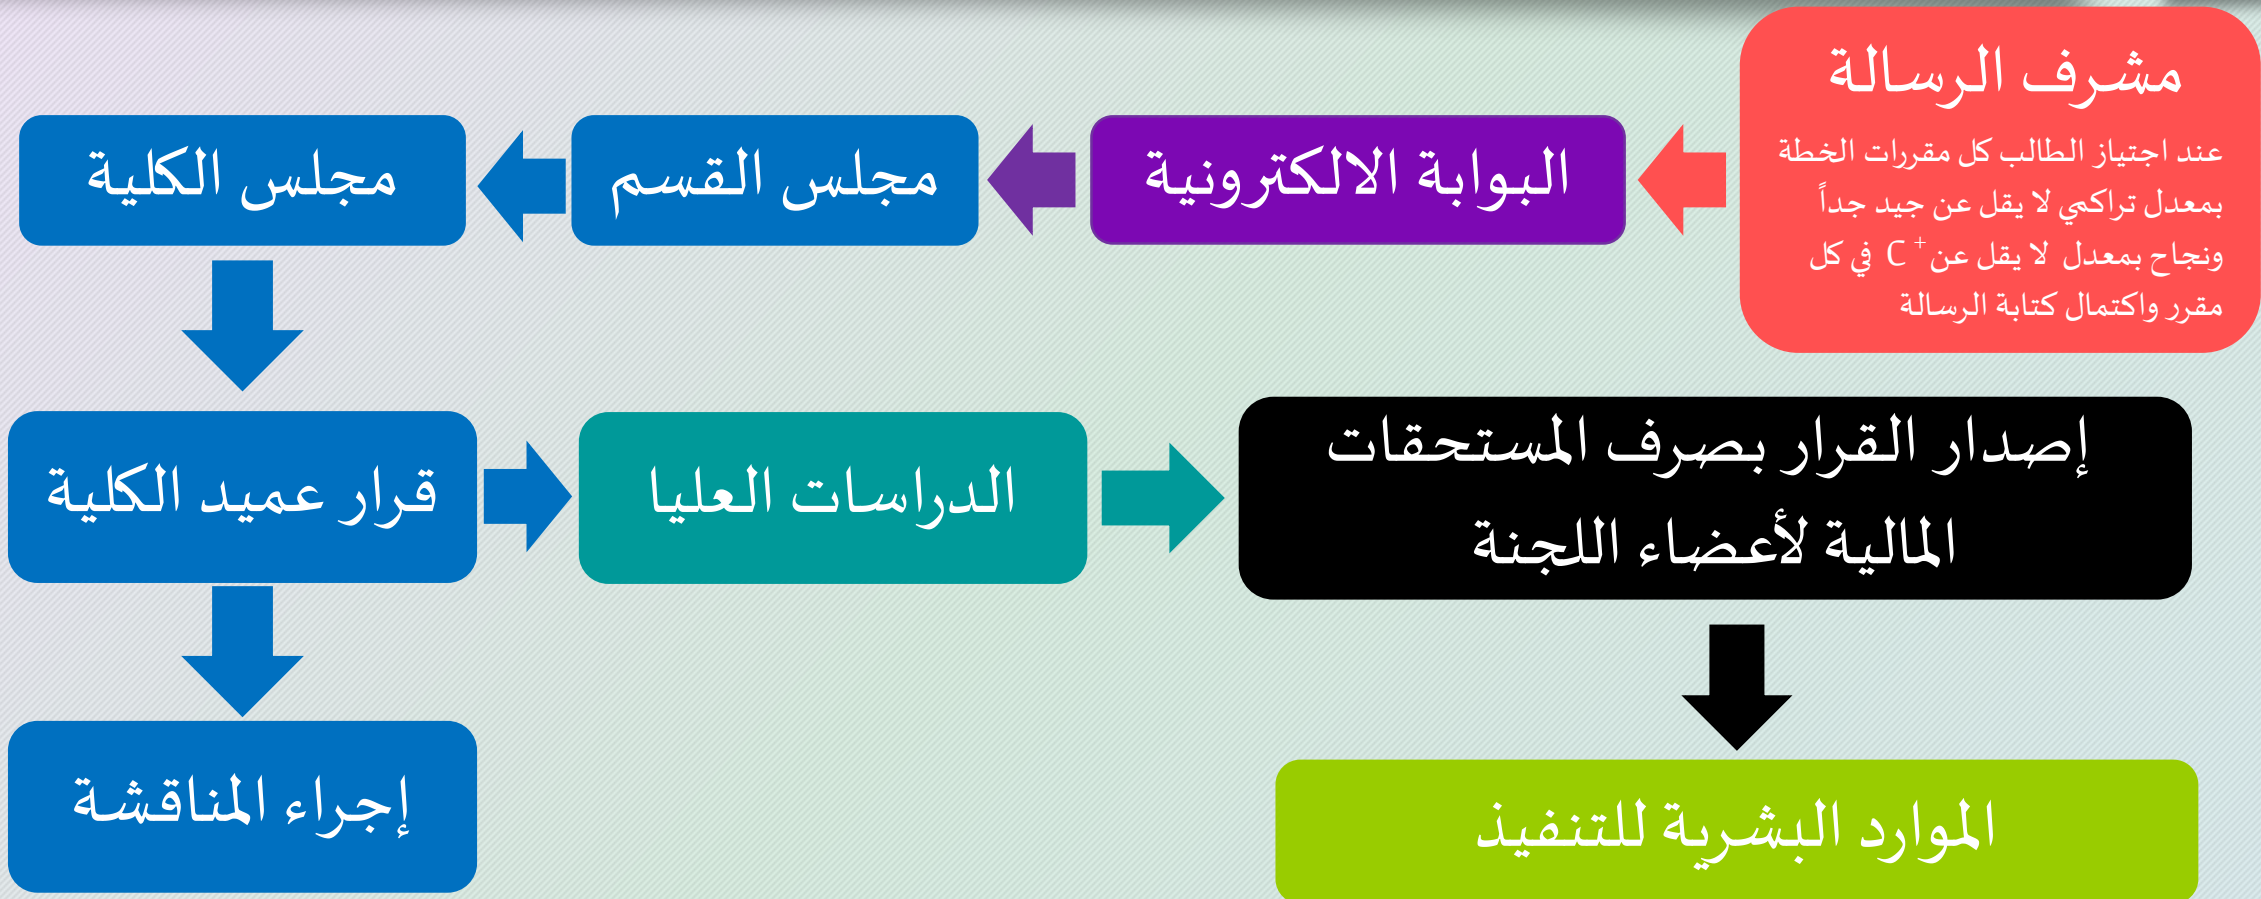 مشرف الرسالة
عند اجتياز الطالب كل مقررات الخطة
بمعدل تراكمي لا يقل عن جيد جداً
ونجاح بمعدل لا يقل عن C+ في كل
مقرر واكتمال كتابة الرسالة
البوابة الالكترونية
مجلس القسم
مجلس الكلية
قرار عميد الكلية
الدراسات العليا
إصدار القرار بصرف المستحقات
المالية لأعضاء اللجنة
إجراء المناقشة
الموارد البشرية للتنفيذ